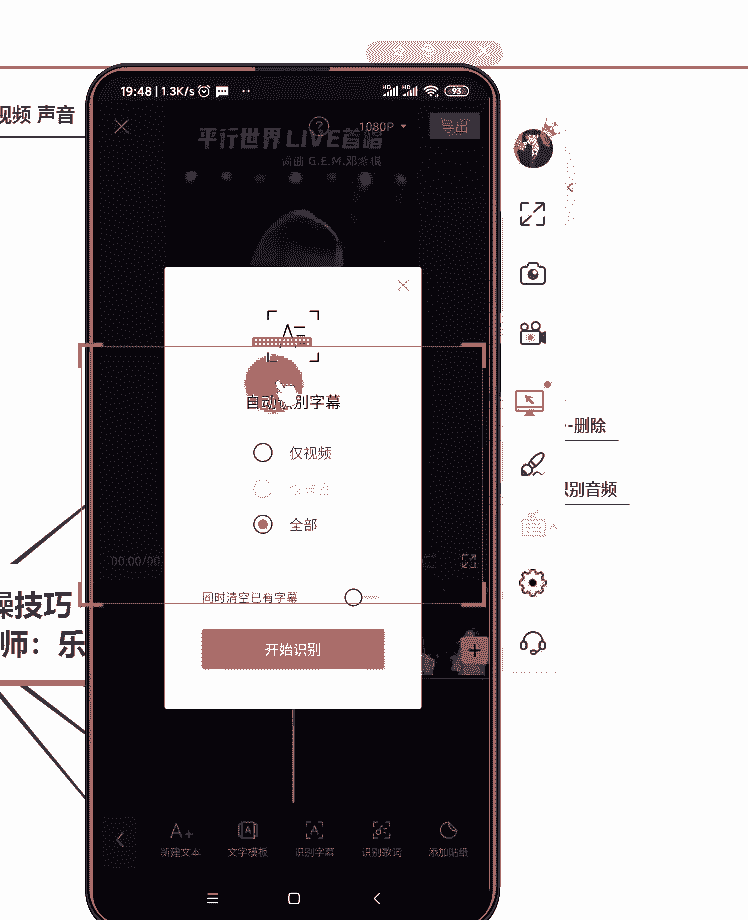 19:48 | 1.3K/s
93
视频 声音
1080P
导出
平行世界 LIVE首唱
词曲 G.E.M.邓紫棋
自动识别字幕
仅视频
全部
同时清空已有字幕
开始识别
00:00/00
-删除
识别音频
操技巧
师：乐
A+
新建文本
文字模板
识别字幕
识别歌词
添加贴纸